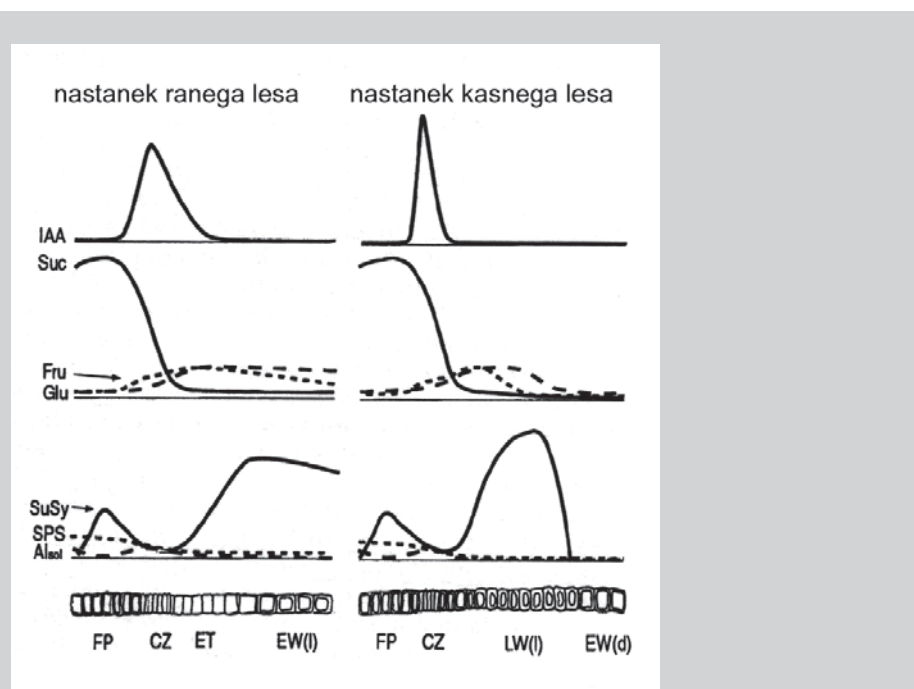 nastanek ranega lesa
nastanek kasnega lesa
IAA
Suc
Fru
Glu
SuSy
SPS
AIsol
FP CZ ET EW(l)
FP CZ LW(l) EW(d)